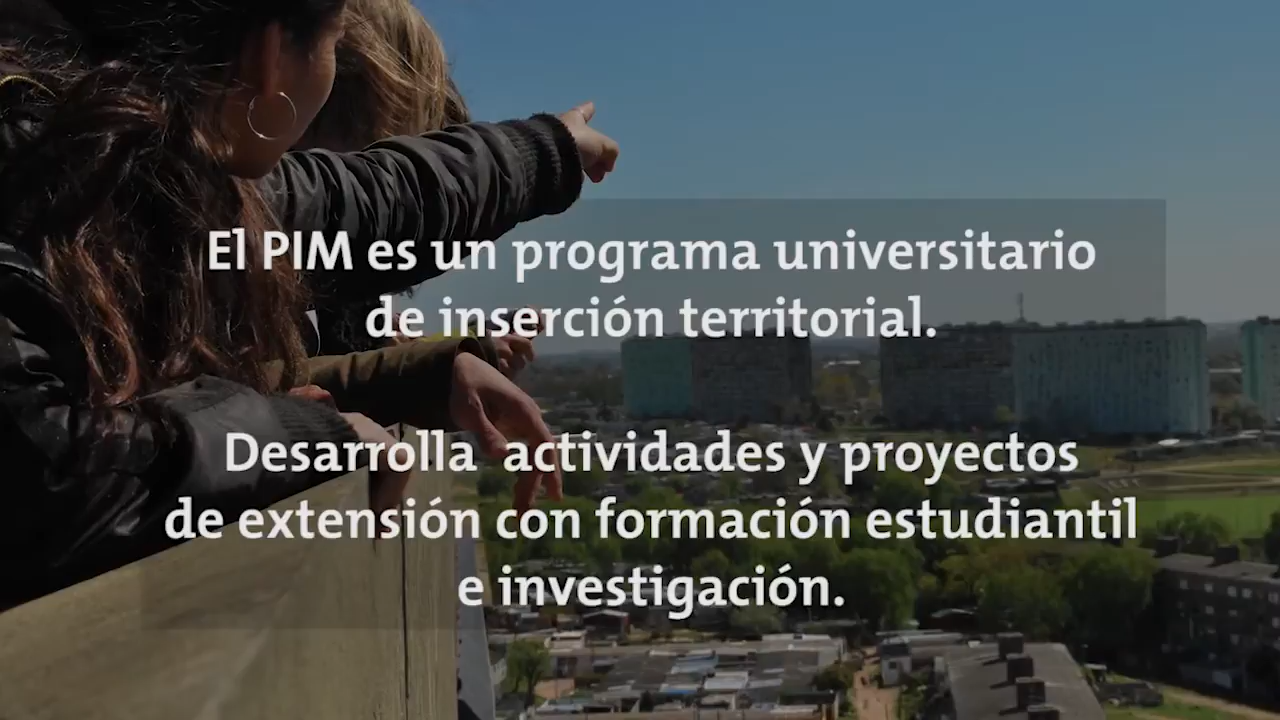 El PIM es un programa universitario
de inserción territorial.
Desarrolla  actividades y proyectos
de extensión con formación estudiantil
e investigación.